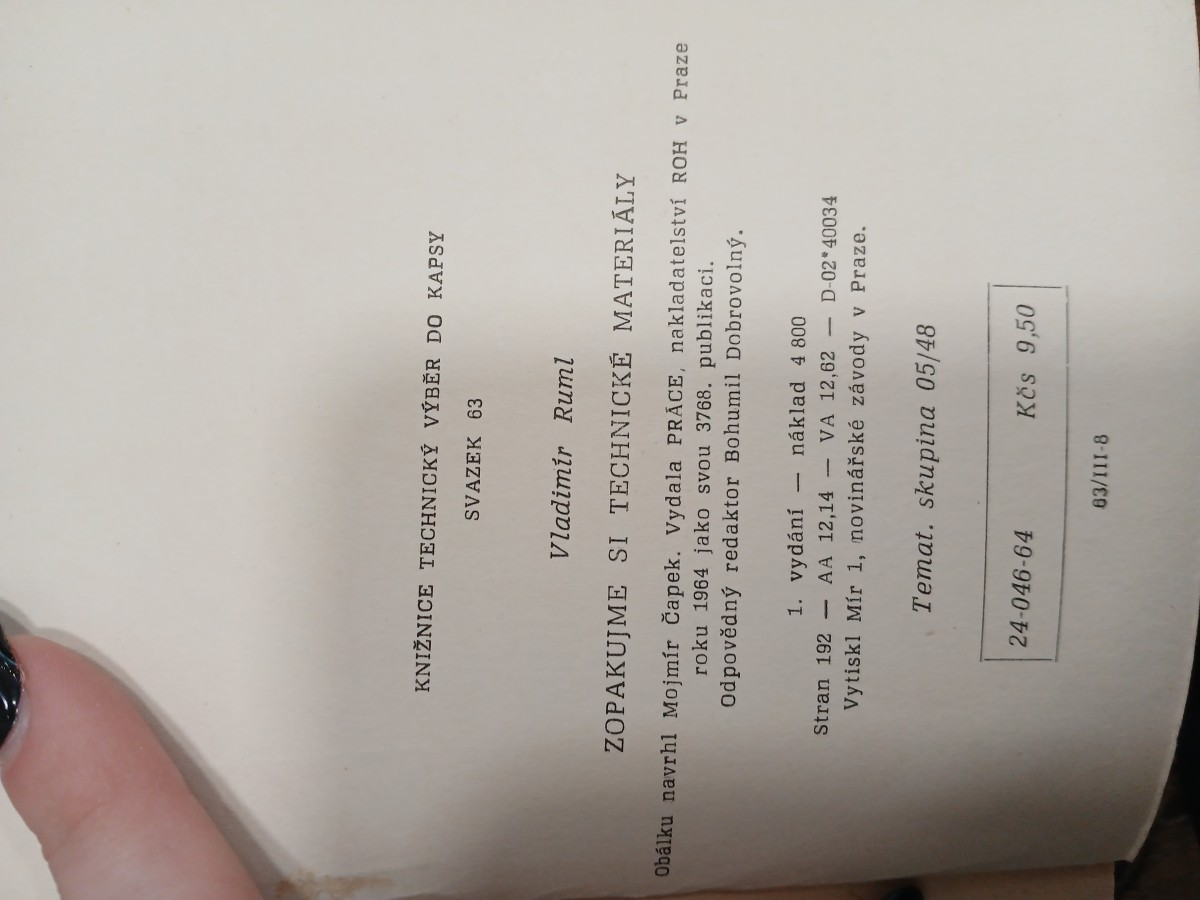 KNIŽNICE TECHNICKÝ VÝBĚR DO KAPSY
SVAZEK 63
Vladimír Ruml
ZOPAKUJME SI TECHNICKÉ MATERIÁLY
Obálku navrhl Mojmír Čapek. Vydala PRÁCE, nakladatelství ROH v Praze
roku 1964 jako svou 3768. publikaci.
Odpovědný redaktor Bohumil Dobrovolný.
1. vydání — náklad 4 800
Stran 192 — AA 12,14 — VA 12,62 — D-02*40034
Vytiskl Mír 1, novinářské závody v Praze.
Temat. skupina 05/48
24-046-64 Kčs 9,50
63/III-8